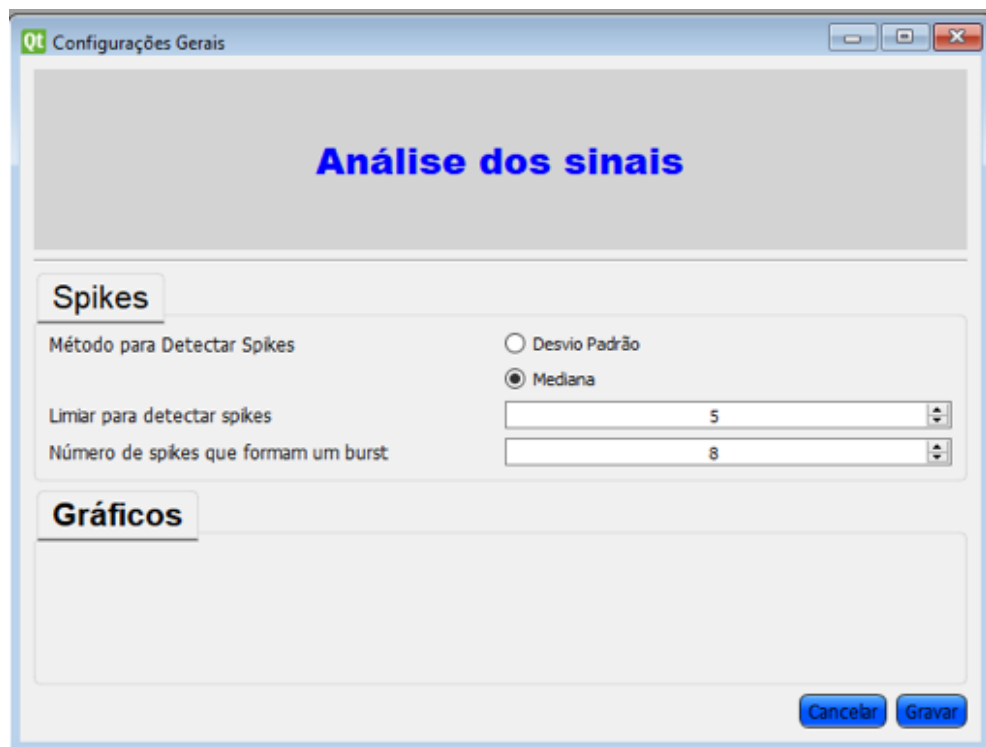 Qt Configurações Gerais
Análise dos sinais
Spikes
Método para Detectar Spikes
Desvio Padrão
Mediana
Limiar para detectar spikes 5
Número de spikes que formam um burst 8
Gráficos
Cancelar Gravar